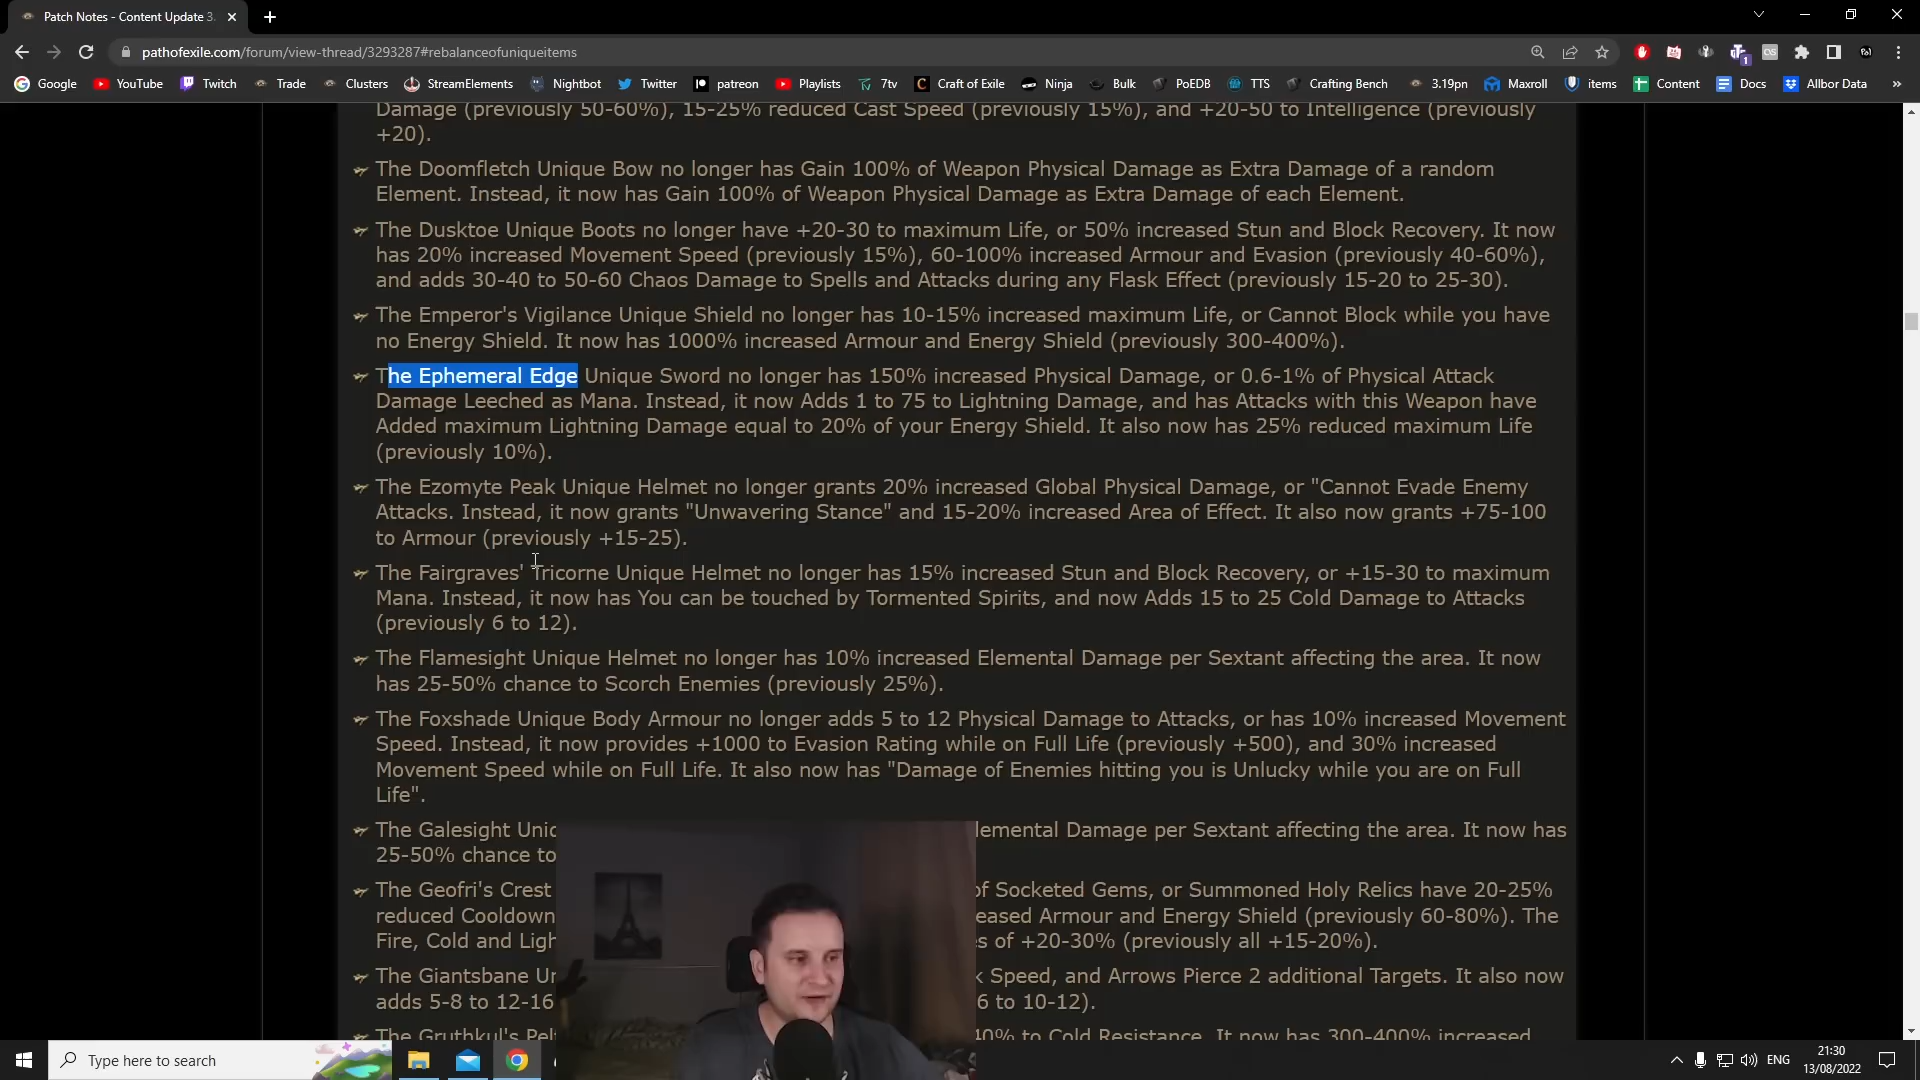 Patch Notes - Content Update 3.
pathofexile.com/forum/view-thread/3293287#rebalanceofuniqueitems
Google YouTube Twitch Trade Clusters StreamElements Nightbot Twitter patreon Playlists 7tv Craft of Exile Ninja Bulk PoEDB TTS Crafting Bench 3.19pn Maxroll items Content Docs Allbor Data »
Damage (previously 50-60%), 15-25% reduced Cast Speed (previously 15%), and +20-50 to Intelligence (previously
+20).
The Doomfletch Unique Bow no longer has Gain 100% of Weapon Physical Damage as Extra Damage of a random
Element. Instead, it now has Gain 100% of Weapon Physical Damage as Extra Damage of each Element.
The Dusktoe Unique Boots no longer have +20-30 to maximum Life, or 50% increased Stun and Block Recovery. It now
has 20% increased Movement Speed (previously 15%), 60-100% increased Armour and Evasion (previously 40-60%),
and adds 30-40 to 50-60 Chaos Damage to Spells and Attacks during any Flask Effect (previously 15-20 to 25-30).
The Emperor's Vigilance Unique Shield no longer has 10-15% increased maximum Life, or Cannot Block while you have
no Energy Shield. It now has 1000% increased Armour and Energy Shield (previously 300-400%).
The Ephemeral Edge Unique Sword no longer has 150% increased Physical Damage, or 0.6-1% of Physical Attack
Damage Leeched as Mana. Instead, it now Adds 1 to 75 to Lightning Damage, and has Attacks with this Weapon have
Added maximum Lightning Damage equal to 20% of your Energy Shield. It also now has 25% reduced maximum Life
(previously 10%).
The Ezomyte Peak Unique Helmet no longer grants 20% increased Global Physical Damage, or "Cannot Evade Enemy
Attacks. Instead, it now grants "Unwavering Stance" and 15-20% increased Area of Effect. It also now grants +75-100
to Armour (previously +15-25).
The Fairgraves' Tricorne Unique Helmet no longer has 15% increased Stun and Block Recovery, or +15-30 to maximum
Mana. Instead, it now has You can be touched by Tormented Spirits, and now Adds 15 to 25 Cold Damage to Attacks
(previously 6 to 12).
The Flamesight Unique Helmet no longer has 10% increased Elemental Damage per Sextant affecting the area. It now
has 25-50% chance to Scorch Enemies (previously 25%).
The Foxshade Unique Body Armour no longer adds 5 to 12 Physical Damage to Attacks, or has 10% increased Movement
Speed. Instead, it now provides +1000 to Evasion Rating while on Full Life (previously +500), and 30% increased
Movement Speed while on Full Life. It also now has "Damage of Enemies hitting you is Unlucky while you are on Full
Life".
The Galesight Unic lemental Damage per Sextant affecting the area. It now has
25-50% chance to
The Geofri's Crest of Socketed Gems, or Summoned Holy Relics have 20-25%
reduced Cooldown eased Armour and Energy Shield (previously 60-80%). The
Fire, Cold and Ligh s of +20-30% (previously all +15-20%).
The Giantsbane Un k Speed, and Arrows Pierce 2 additional Targets. It also now
adds 5-8 to 12-16 6 to 10-12).
The Gruthkul's Pelt 40% to Cold Resistance. It now has 300-400% increased
Type here to search
ENG
21:30
13/08/2022